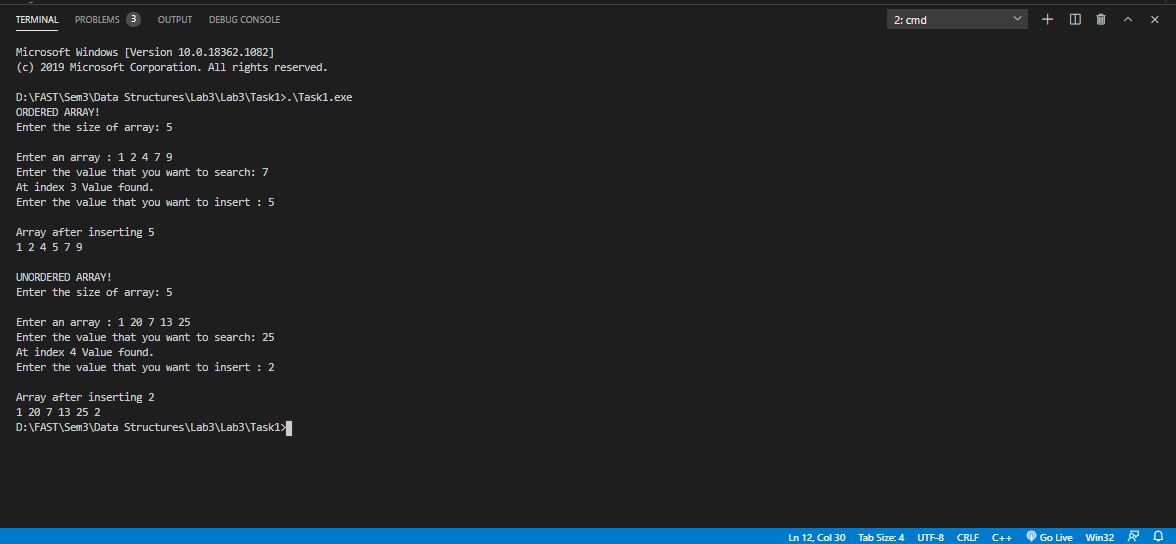 TERMINAL PROBLEMS 3 OUTPUT DEBUG CONSOLE 2: cmd
Microsoft Windows [Version 10.0.18362.1082]
(c) 2019 Microsoft Corporation. All rights reserved.
D:\FAST\Sem3\Data Structures\Lab3\Lab3\Task1>.\Task1.exe
ORDERED ARRAY!
Enter the size of array: 5
Enter an array : 1 2 4 7 9
Enter the value that you want to search: 7
At index 3 Value found.
Enter the value that you want to insert : 5
Array after inserting 5
1 2 4 5 7 9
UNORDERED ARRAY!
Enter the size of array: 5
Enter an array : 1 20 7 13 25
Enter the value that you want to search: 25
At index 4 Value found.
Enter the value that you want to insert : 2
Array after inserting 2
1 20 7 13 25 2
D:\FAST\Sem3\Data Structures\Lab3\Lab3\Task1>
Ln 12, Col 30 Tab Size: 4 UTF-8 CRLF C++ Go Live Win32